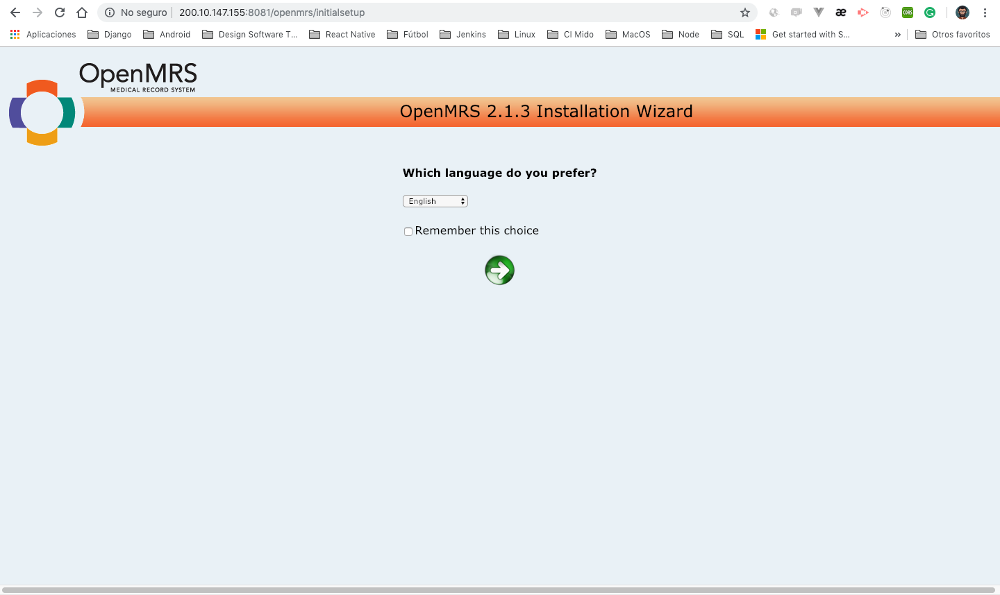 No seguro
200.10.147.155:8081/openmrs/initialsetup
CORS
Aplicaciones Django Android Design Software T... React Native Fútbol Jenkins Linux CI Mido MacOS Node SQL Get started with S... » Otros favoritos
OpenMRS
MEDICAL RECORD SYSTEM
OpenMRS 2.1.3 Installation Wizard
Which language do you prefer?
English
Remember this choice